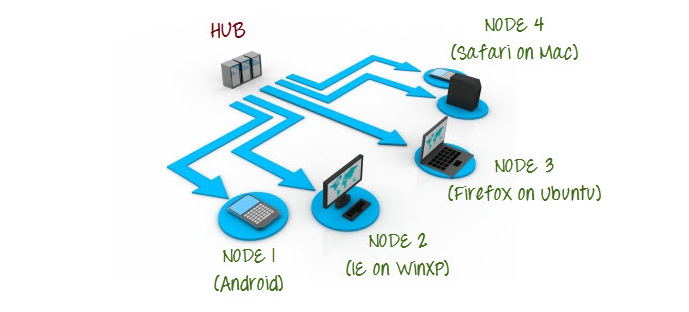 HUB
NODE 4
(Safari on Mac)
NODE 3
(Firefox on Ubuntu)
NODE 2
(IE on WinXP)
NODE 1
(Android)